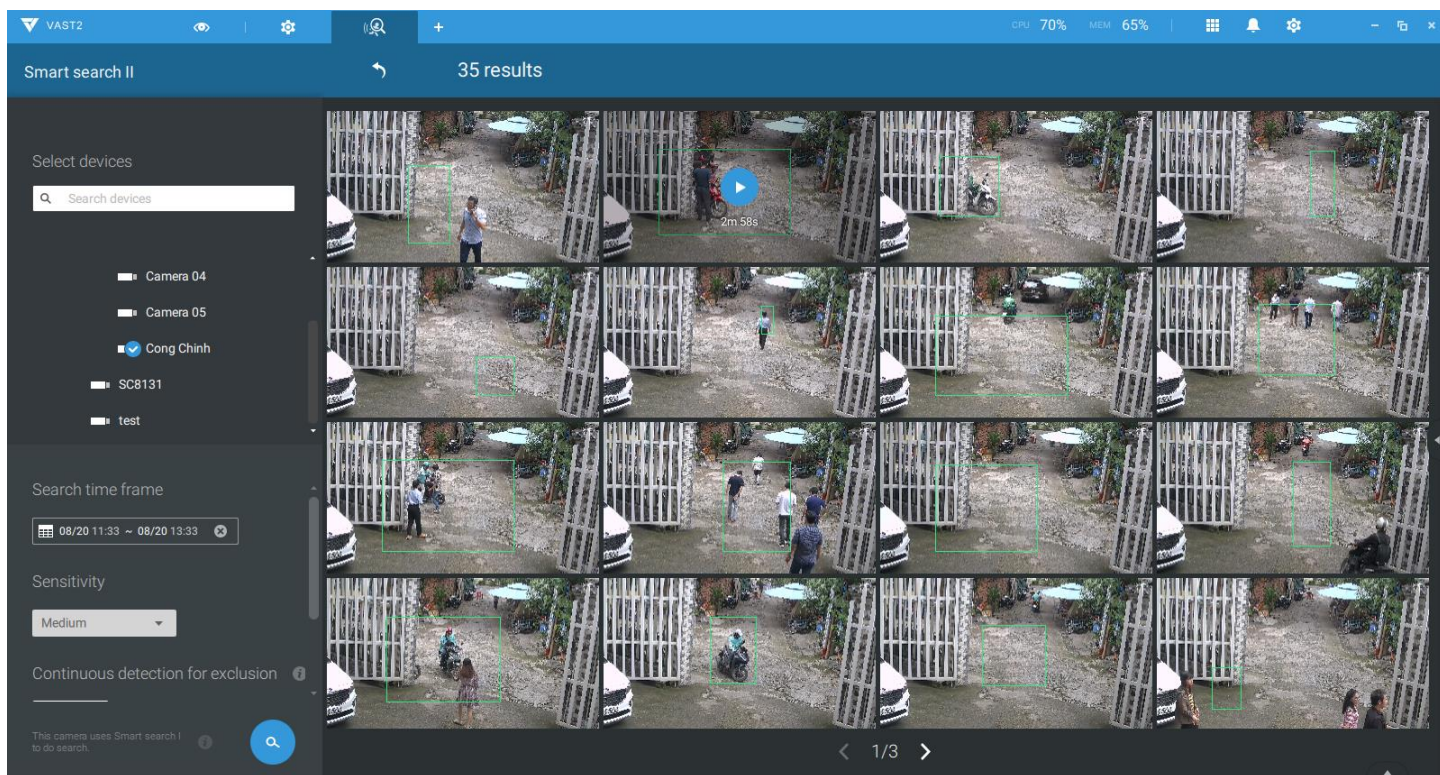 VAST2
+
CPU 70% MEM 65%
Smart search II
35 results
Select devices
Search devices
Camera 04
Camera 05
Cong Chinh
SC8131
test
Search time frame
08/20 11:33 ~ 08/20 13:33
Sensitivity
Medium
Continuous detection for exclusion
This camera uses Smart search I
to do search.
2m 58s
1/3